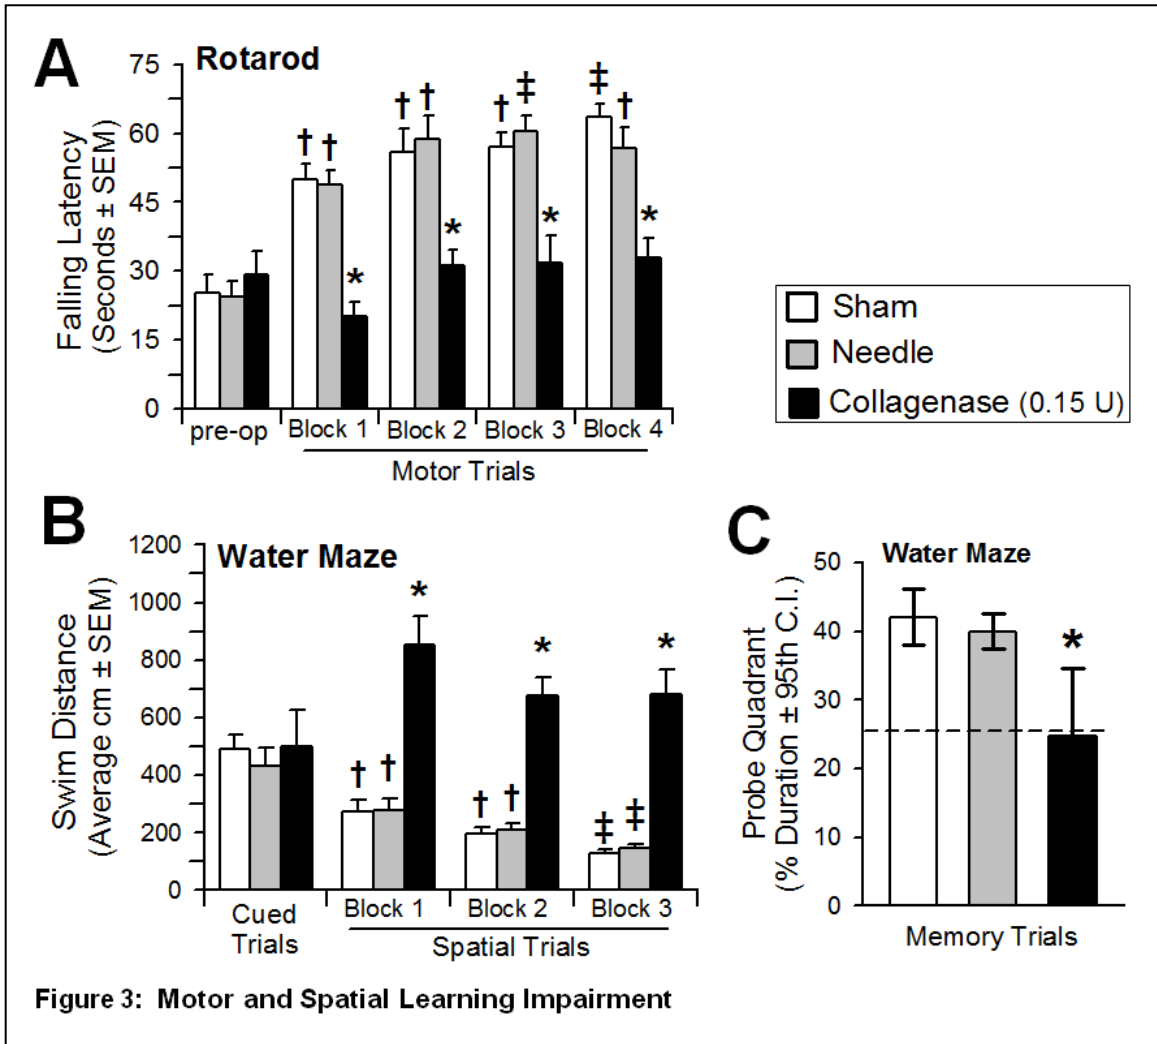 A
Rotarod
Falling Latency
(Seconds ± SEM)
75
60
45
30
15
0
† †
*
† †
*
† ‡
*
‡ †
*
pre-op
Block 1
Block 2
Block 3
Block 4
Motor Trials
Sham
Needle
Collagenase (0.15 U)
B
Water Maze
Swim Distance
(Average cm ± SEM)
1200
1000
800
600
400
200
0
† †
*
† †
*
‡ ‡
*
Cued
Trials
Block 1
Block 2
Block 3
Spatial Trials
C
Water Maze
Probe Quadrant
(% Duration ± 95th C.I.)
50
40
30
20
10
0
*
Memory Trials
Figure 3: Motor and Spatial Learning Impairment